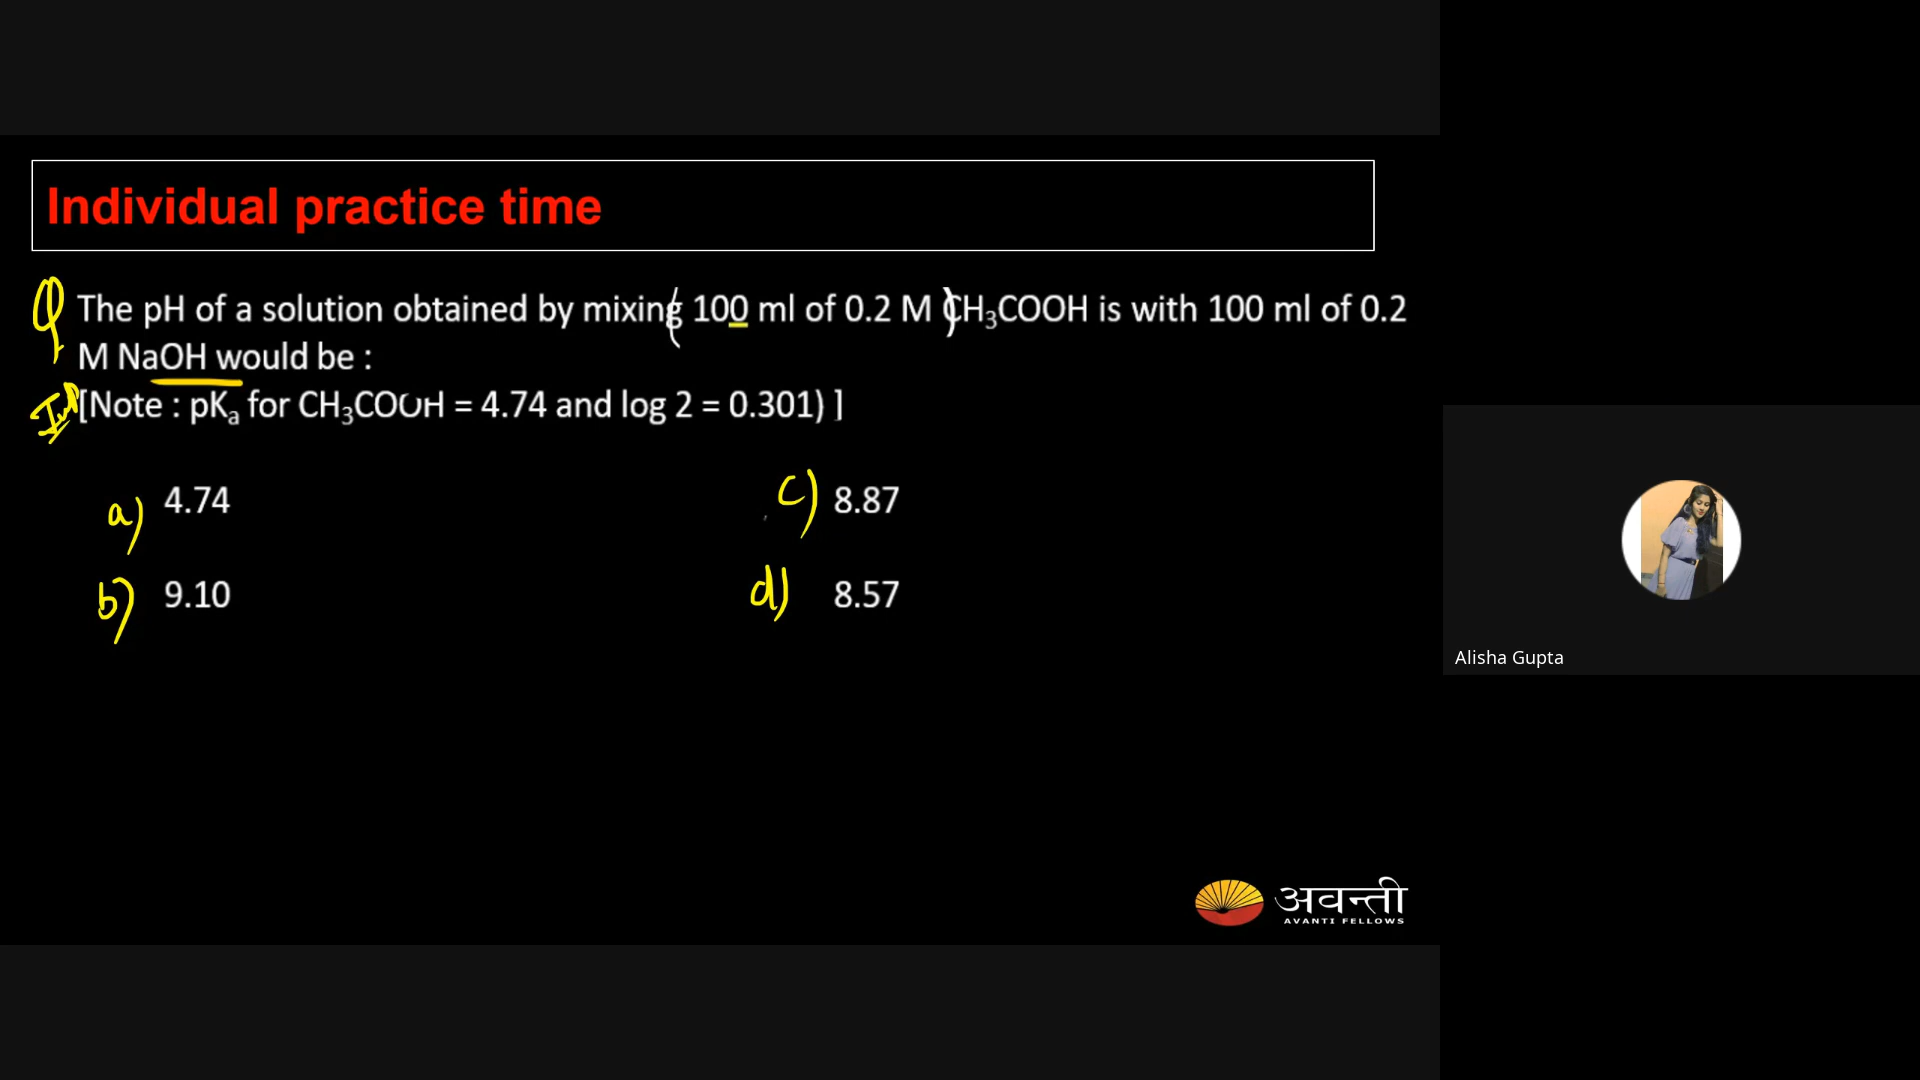 Individual practice time
Q The pH of a solution obtained by mixing ( 100 ml of 0.2 M ) CH₃COOH is with 100 ml of 0.2
M NaOH would be :
Imp [Note : pKₐ for CH₃COOH = 4.74 and log 2 = 0.301) ]
a) 4.74
c) 8.87
b) 9.10
d) 8.57
Alisha Gupta
अवन्ती
AVANTI FELLOWS